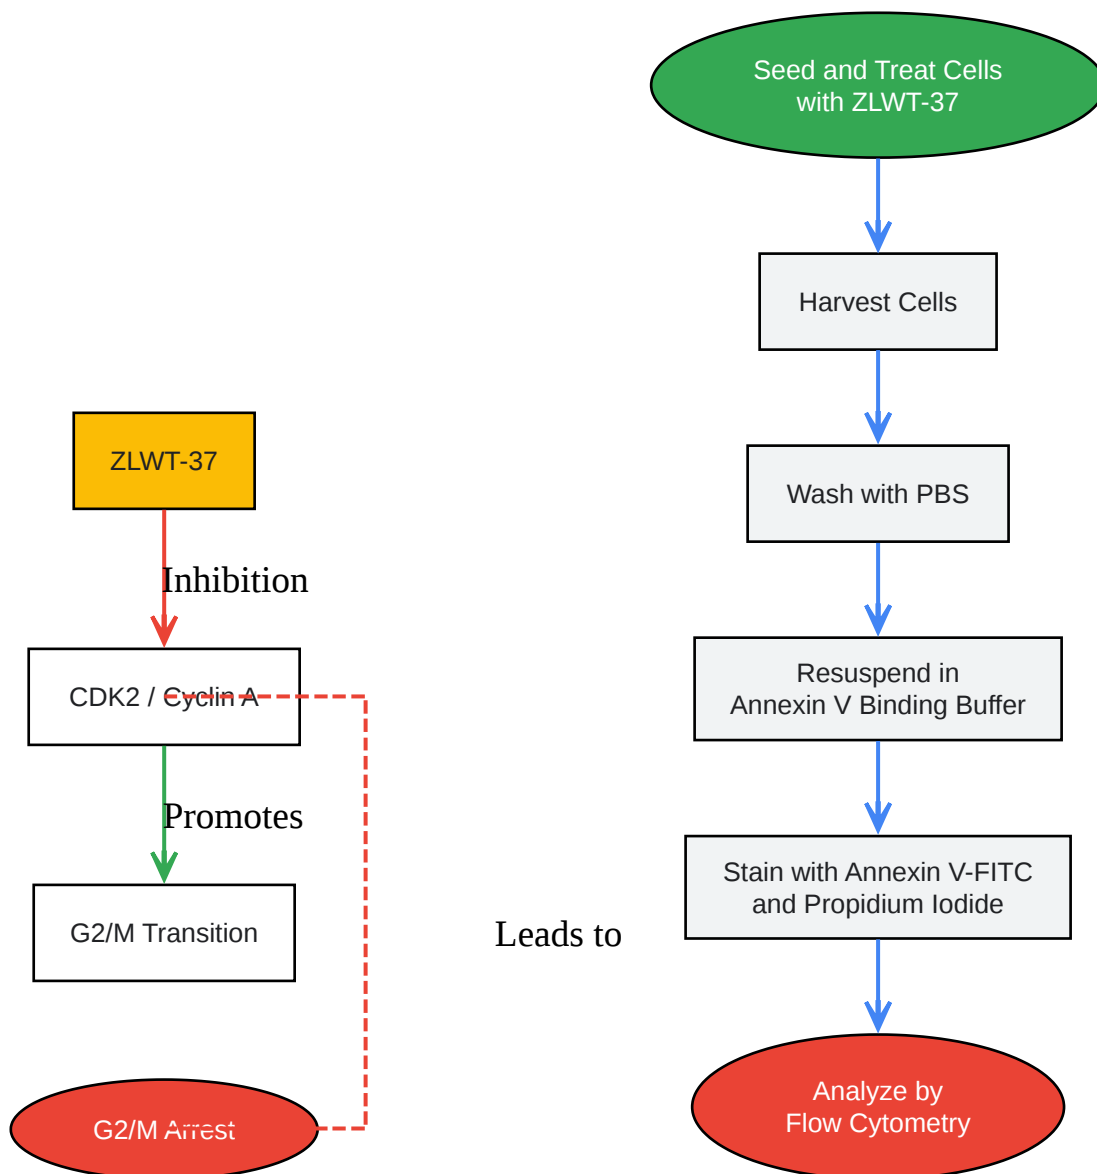 Seed and Treat Cells
with ZLWT-37
Harvest Cells
ZLWT-37
Wash with PBS
Inhibition
CDK2 / Cyclin A
Resuspend in
Annexin V Binding Buffer
Promotes
Stain with Annexin V-FITC
and Propidium Iodide
G2/M Transition
Leads to
G2/M Arrest
Analyze by
Flow Cytometry